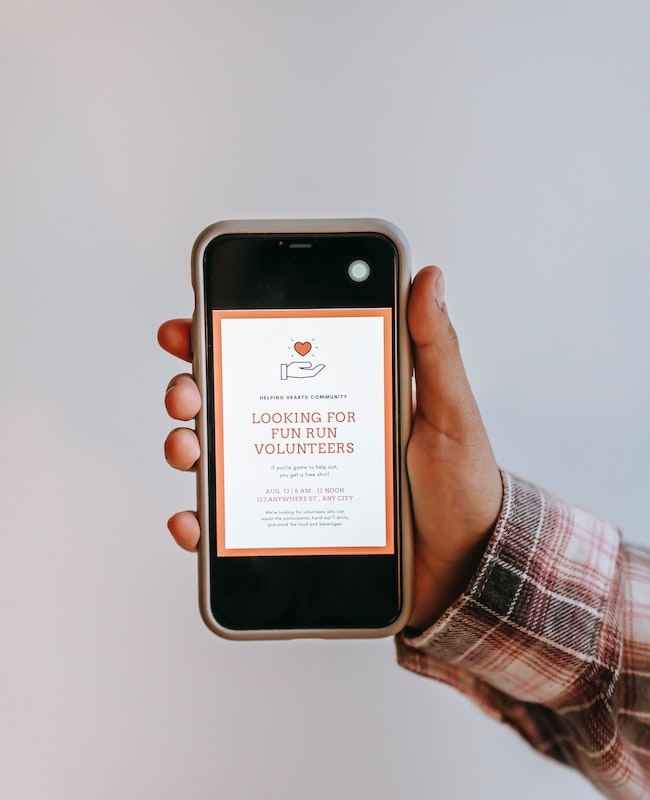 HELPING HEARTS COMMUNITY
LOOKING FOR
FUN RUN
VOLUNTEERS
If you're game to help out,
you get a free shirt!
AUG. 13 | 8 AM - 12 NOON
123 ANYWHERE ST., ANY CITY
We're looking for volunteers who can
assist the participants, hand out T-shirts,
and stock the food and beverages.